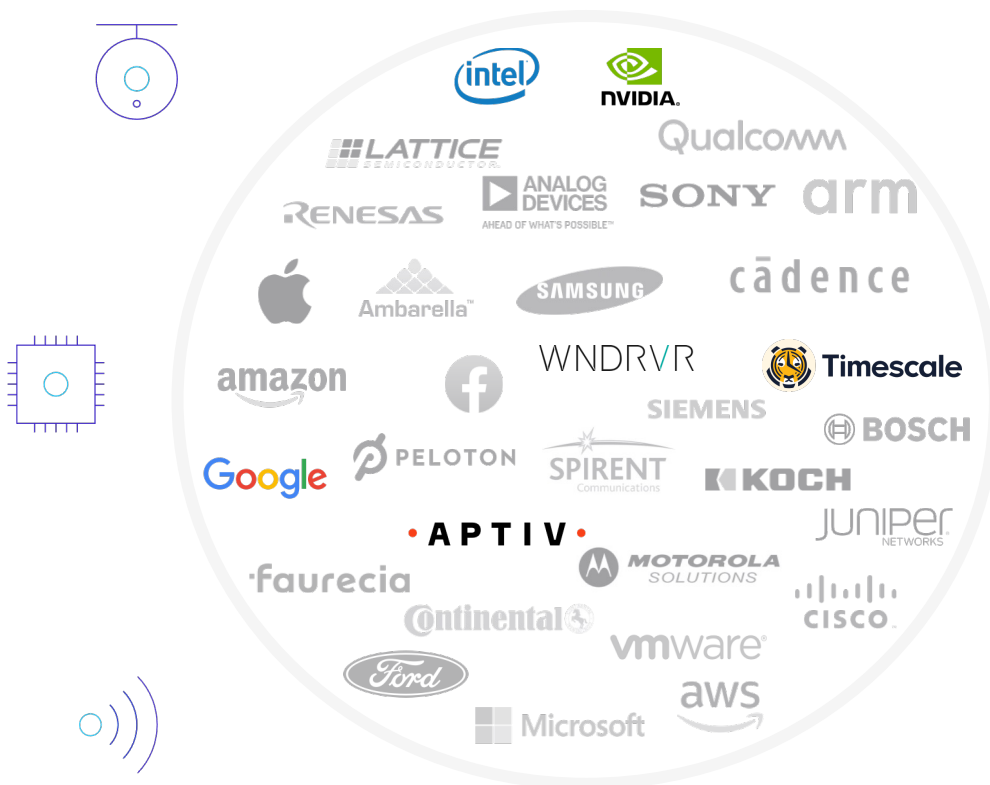 intel
NVIDIA.
LATTICE
SEMICONDUCTOR.
Qualcomm
RENESAS
ANALOG
DEVICES
AHEAD OF WHAT'S POSSIBLE™
SONY
arm
Ambarella™
SAMSUNG
cādence
amazon
f
WNDRVR
Timescale
SIEMENS
BOSCH
Google
PELOTON
SPIRENT
Communications
KOCH
JUNIPER
NETWORKS
APTIV
faurecia
MOTOROLA
SOLUTIONS
CISCO
Continental
vmware®
Ford
Microsoft
aws